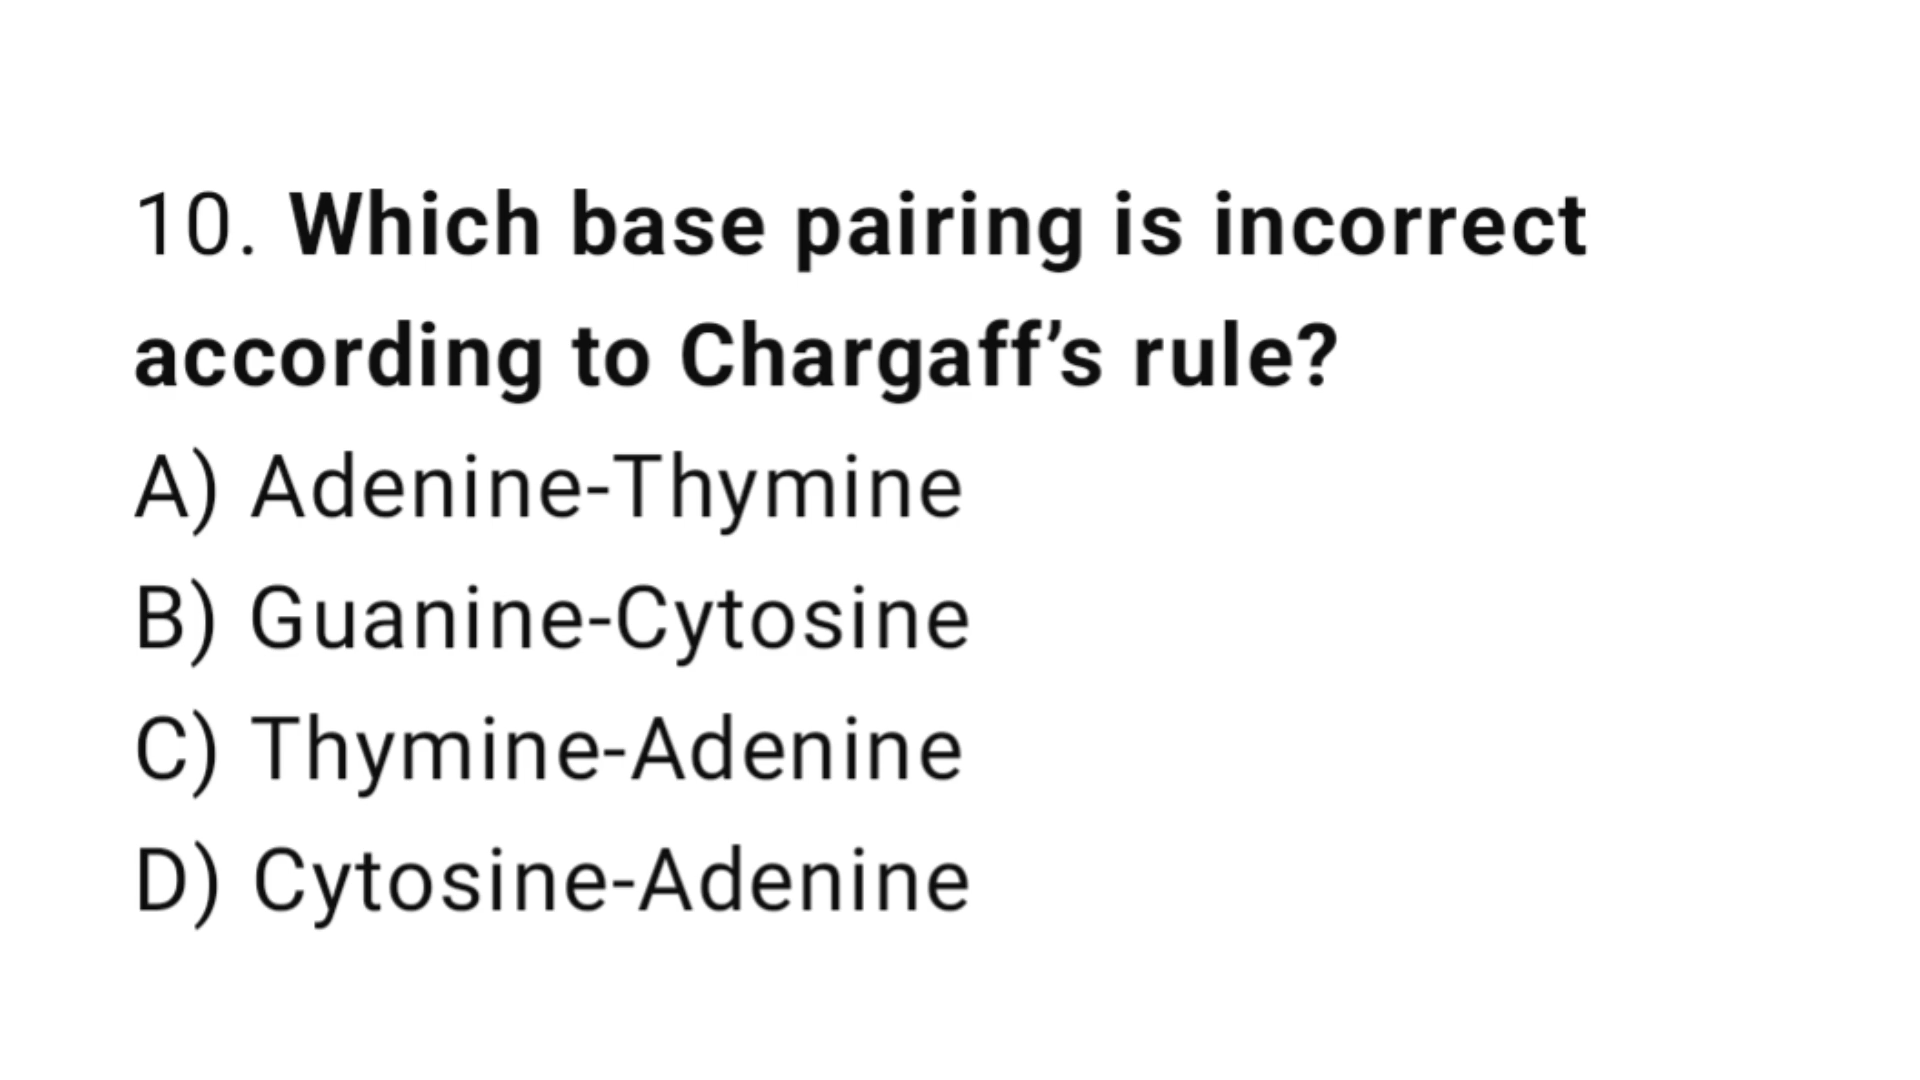 10. Which base pairing is incorrect
according to Chargaff’s rule?
A) Adenine-Thymine
B) Guanine-Cytosine
C) Thymine-Adenine
D) Cytosine-Adenine